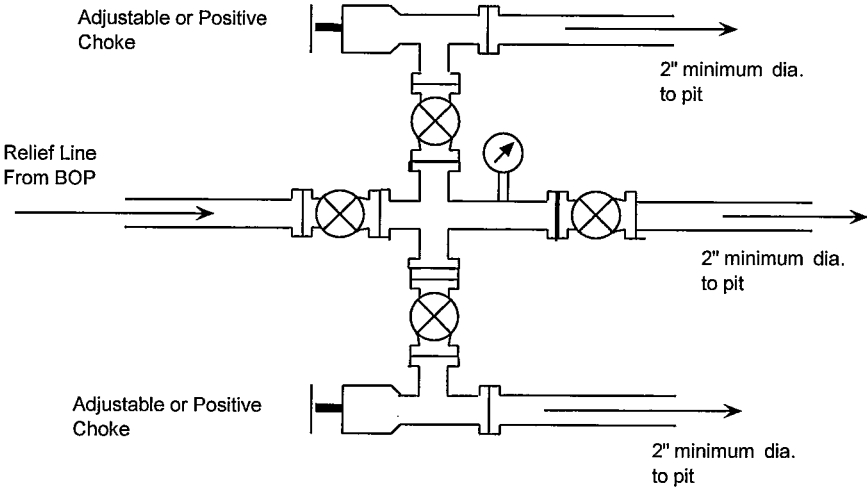 Adjustable or Positive
Choke
2" minimum dia.
to pit
Relief Line
From BOP
2" minimum dia.
to pit
Adjustable or Positive
Choke
2" minimum dia.
to pit